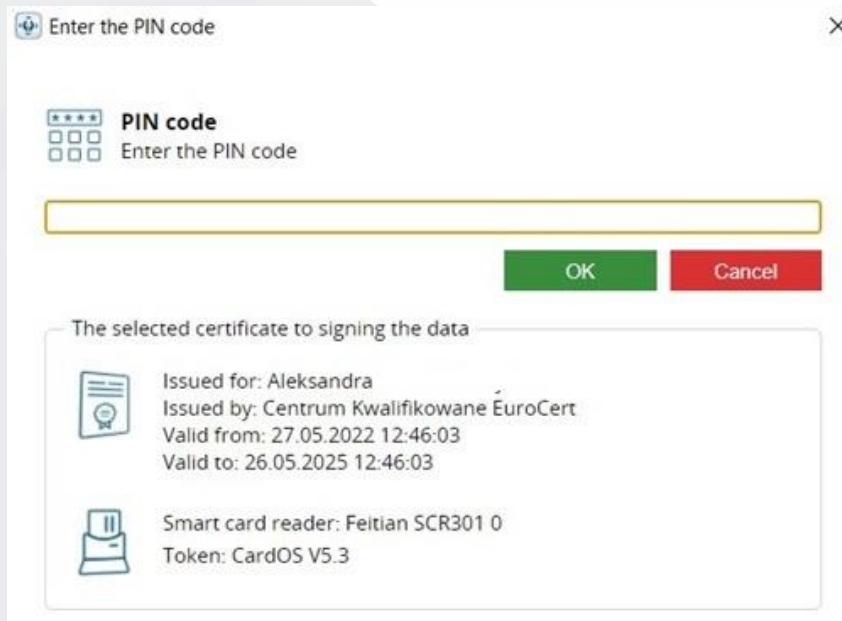 Enter the PIN code
PIN code
Enter the PIN code
OK
Cancel
The selected certificate to signing the data
Issued for: Aleksandra
Issued by: Centrum Kwalifikowane EuroCert
Valid from: 27.05.2022 12:46:03
Valid to: 26.05.2025 12:46:03
Smart card reader: Feitian SCR301 0
Token: CardOS V5.3